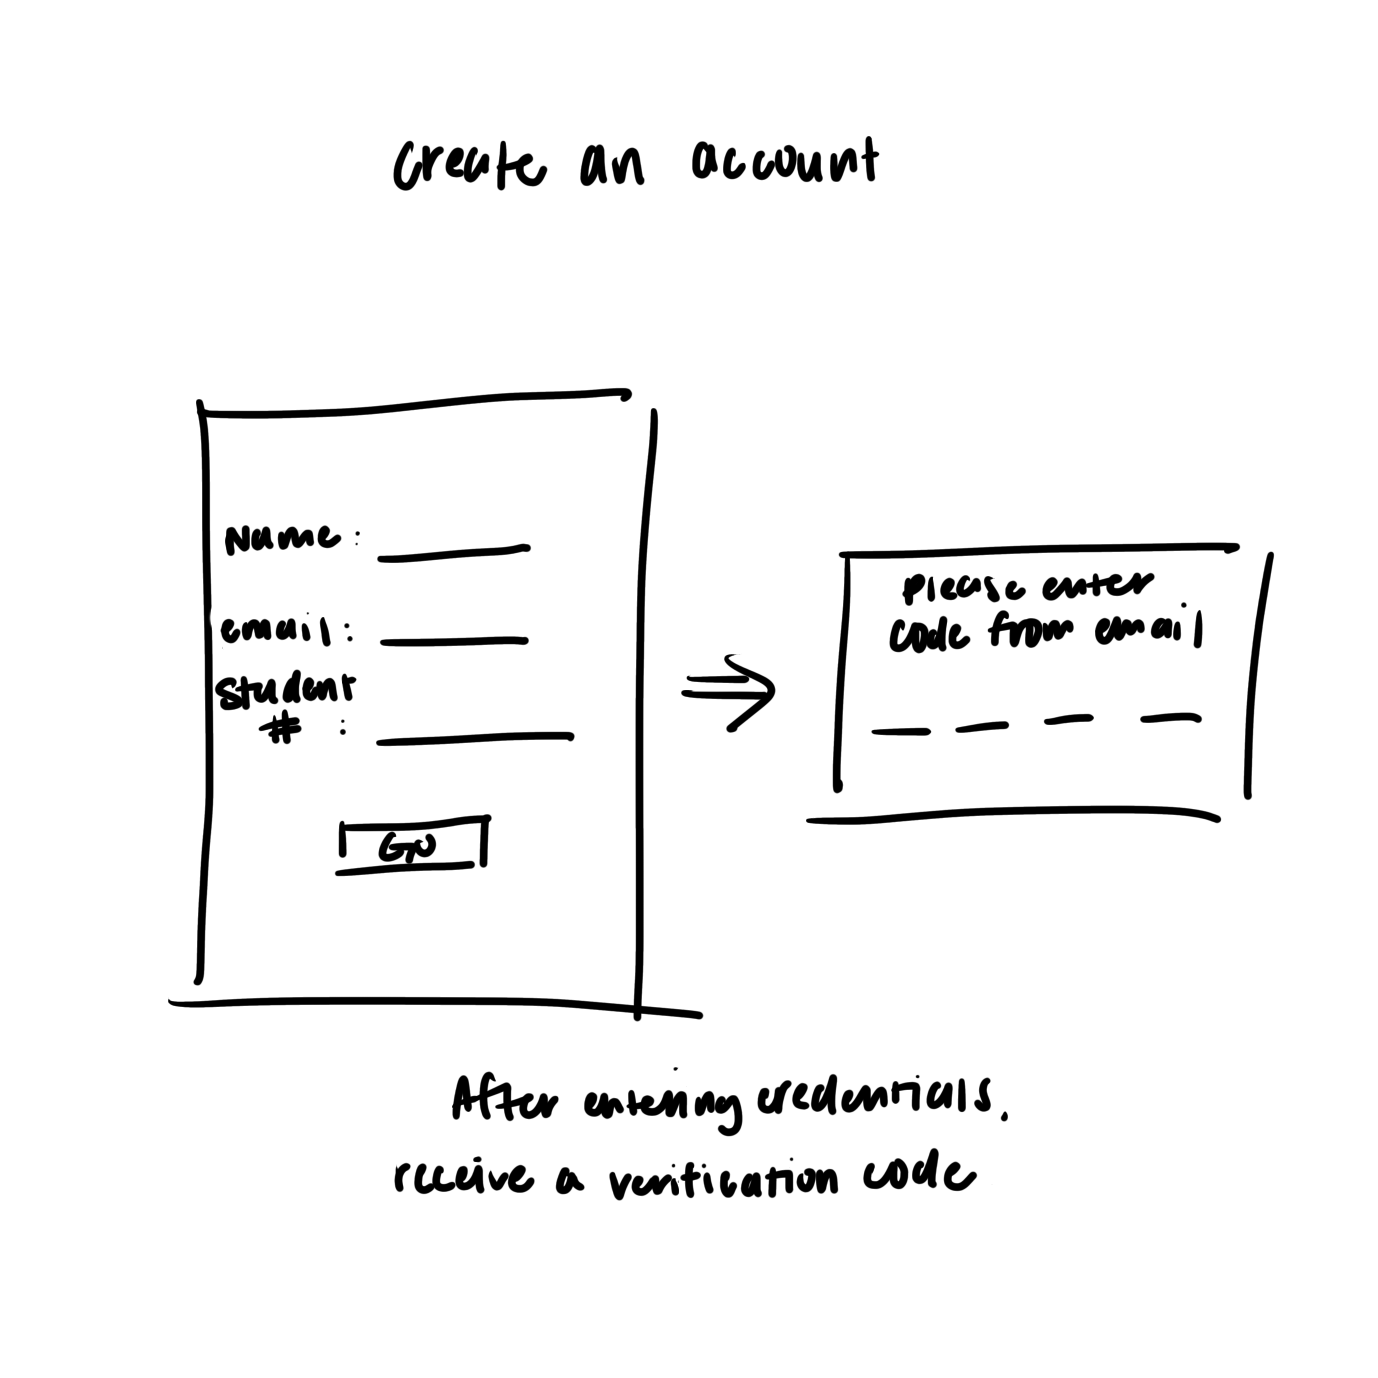 create an account
Name:
email:
Student
# :
GO
Please enter
code from email
After entering credentials.
receive a verification code